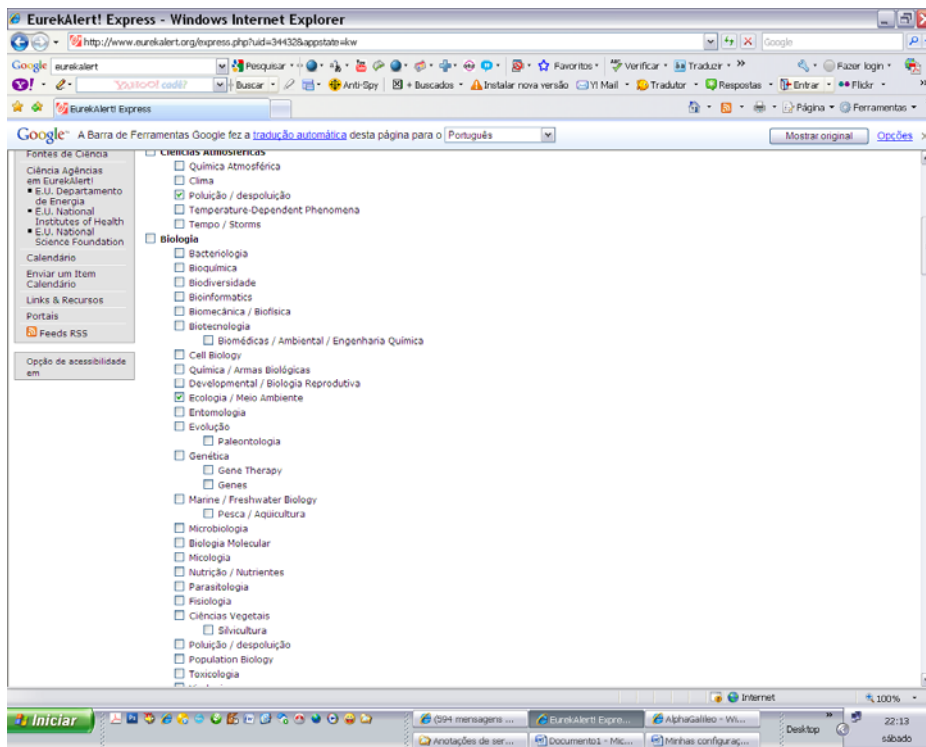 EurekAlert! Express - Windows Internet Explorer
http://www.eurekalert.org/express.php?uid=34432&appstate=kw
Google
Google eurekalert Pesquisar Favoritos Verificar Traduzir » Fazer login
Y! YAHOO! cadê? Buscar Anti-Spy + Buscados Instalar nova versão Y! Mail Tradutor Respostas Entrar Flickr »
EurekAlert! Express Página Ferramentas
Google A Barra de Ferramentas Google fez a tradução automática desta página para o Português Mostrar original Opções
Fontes de Ciência
Ciência Agências
em EurekAlert!
E.U. Departamento
de Energia
E.U. National
Institutes of Health
E.U. National
Science Foundation
Calendário
Enviar um Item
Calendário
Links & Recursos
Portais
Feeds RSS
Opção de acessibilidade
em
Ciências Atmosféricas
Química Atmosférica
Clima
Poluição / despoluição
Temperature-Dependent Phenomena
Tempo / Storms
Biologia
Bacteriologia
Bioquímica
Biodiversidade
Bioinformatics
Biomecânica / Biofísica
Biotecnologia
Biomédicas / Ambiental / Engenharia Química
Cell Biology
Química / Armas Biológicas
Developmental / Biologia Reprodutiva
Ecologia / Meio Ambiente
Entomologia
Evolução
Paleontologia
Genética
Gene Therapy
Genes
Marine / Freshwater Biology
Pesca / Aqüicultura
Microbiologia
Biologia Molecular
Micologia
Nutrição / Nutrientes
Parasitologia
Fisiologia
Ciências Vegetais
Silvicultura
Poluição / despoluição
Population Biology
Toxicologia
Internet 100%
Iniciar (594 mensagens ... EurekAlert! Expre... AlphaGalileo - Wi... Desktop » 22:13
Anotações de ser... Documento1 - Mic... Minhas configuraç... sábado